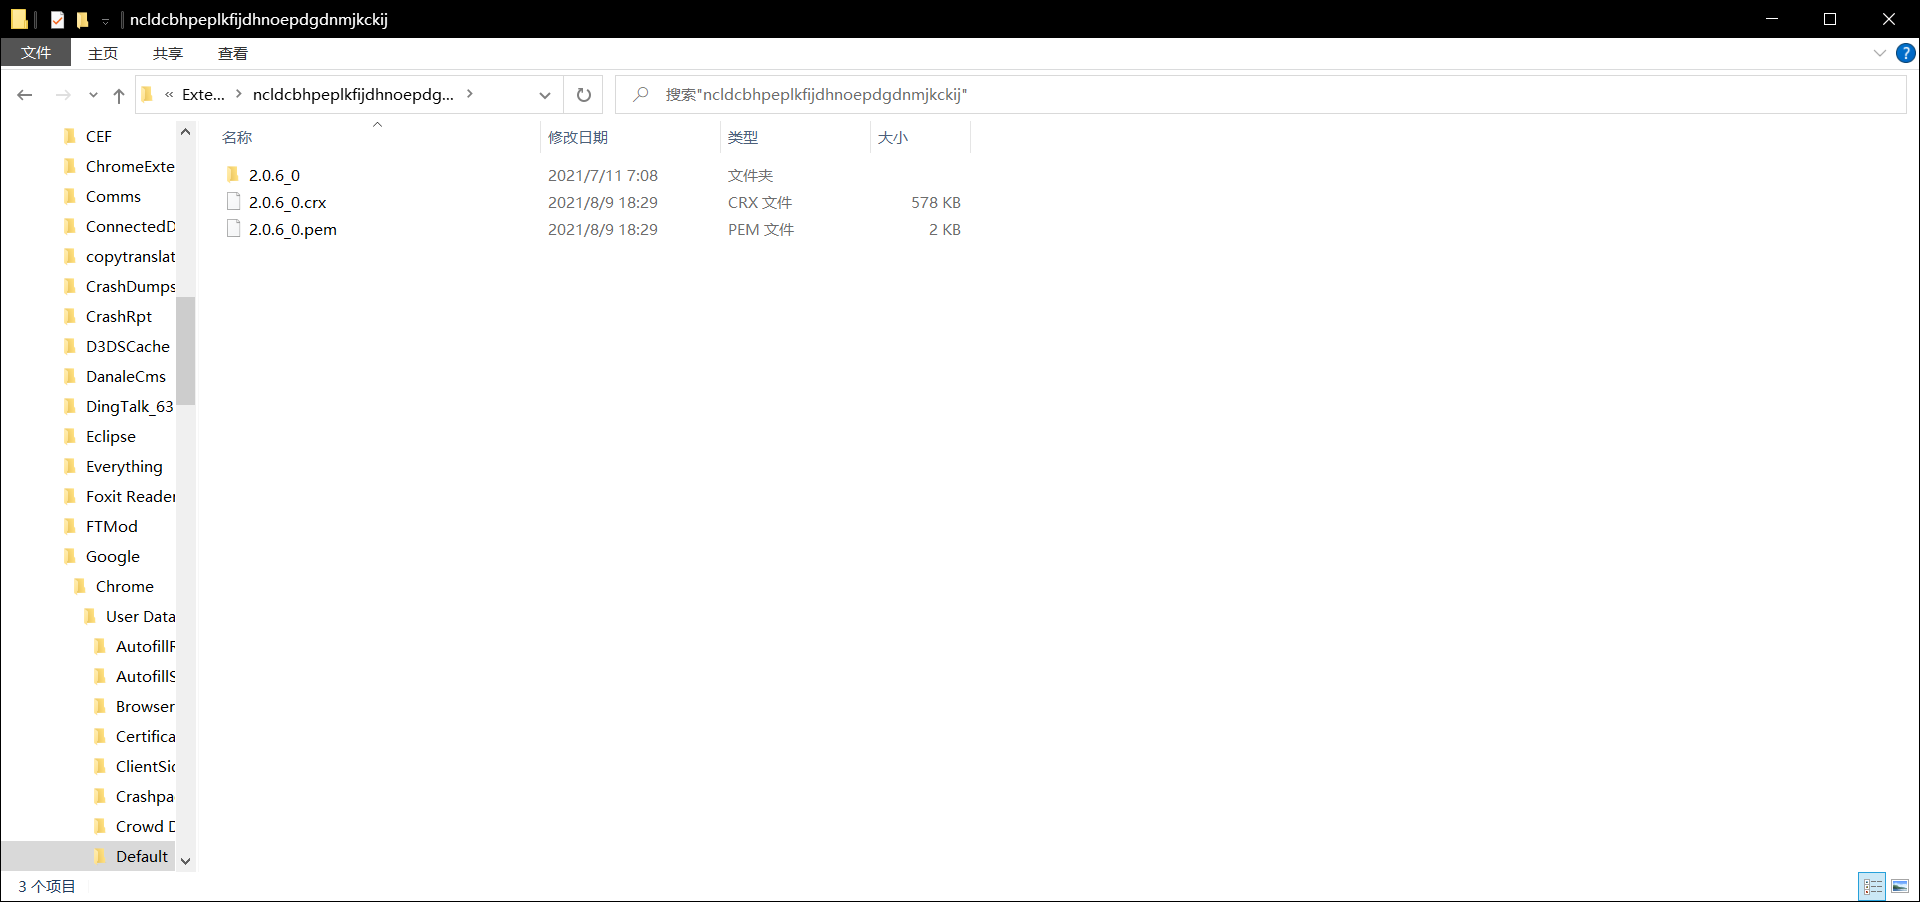 ncldcbhpeplkfijdhnoepdgdnmjkckij
文件 主页 共享 查看
« Exte... › ncldcbhpeplkfijdhnoepdg... › 搜索"ncldcbhpeplkfijdhnoepdgdnmjkckij"
名称 修改日期 类型 大小
2.0.6_0 2021/7/11 7:08 文件夹
2.0.6_0.crx 2021/8/9 18:29 CRX 文件 578 KB
2.0.6_0.pem 2021/8/9 18:29 PEM 文件 2 KB
CEF
ChromeExte
Comms
ConnectedD
copytranslat
CrashDumps
CrashRpt
D3DSCache
DanaleCms
DingTalk_63
Eclipse
Everything
Foxit Reader
FTMod
Google
Chrome
User Data
AutofillR
AutofillS
Browser
Certifica
ClientSid
Crashpa
Crowd D
Default
3 个项目